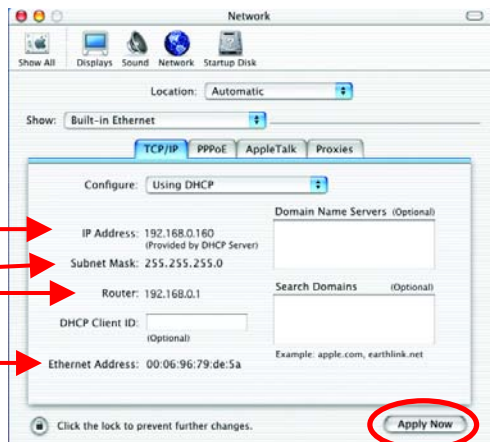 Network
Show All Displays Sound Network Startup Disk
Location: Automatic
Show: Built-in Ethernet
TCP/IP PPPoE AppleTalk Proxies
Configure: Using DHCP
Domain Name Servers (Optional)
IP Address: 192.168.0.160
(Provided by DHCP Server)
Subnet Mask: 255.255.255.0
Router: 192.168.0.1
Search Domains (Optional)
DHCP Client ID:
(Optional)
Example: apple.com, earthlink.net
Ethernet Address: 00:06:96:79:de:5a
Click the lock to prevent further changes.
Apply Now